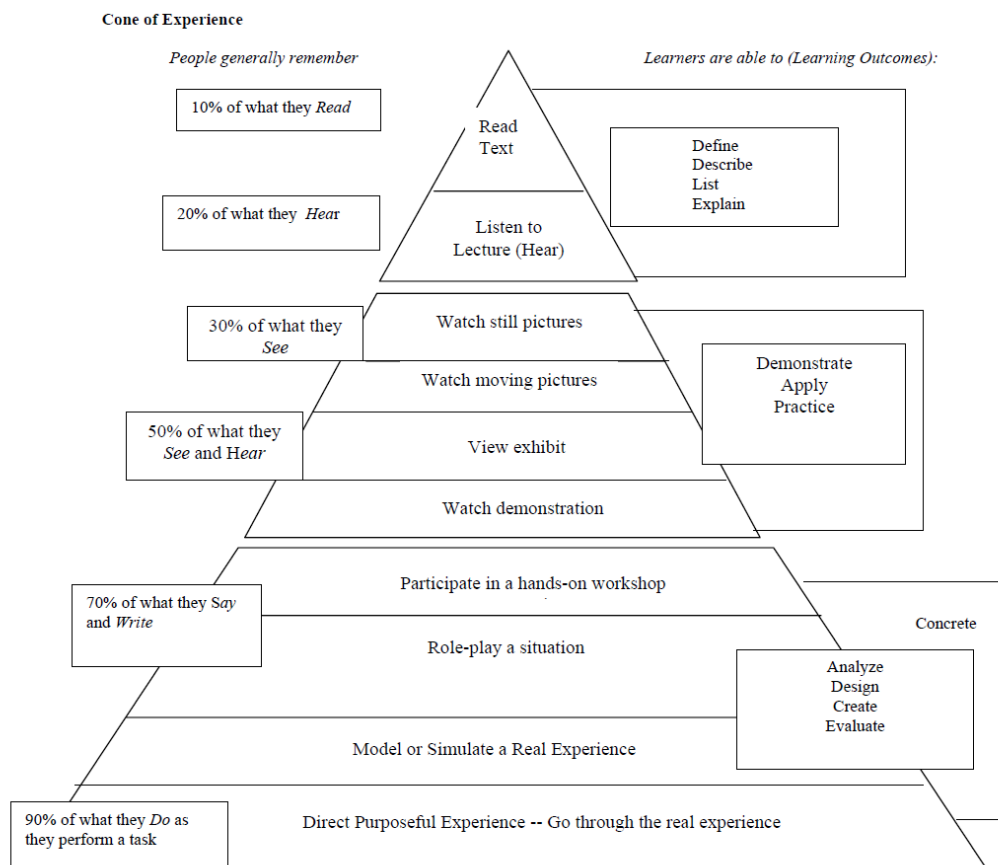 Cone of Experience
People generally remember
Learners are able to (Learning Outcomes):
10% of what they Read
Read
Text
Define
Describe
List
Explain
20% of what they Hear
Listen to
Lecture (Hear)
30% of what they
See
Watch still pictures
Watch moving pictures
Demonstrate
Apply
Practice
50% of what they
See and Hear
View exhibit
Watch demonstration
Participate in a hands-on workshop
70% of what they Say
and Write
Role-play a situation
Concrete
Analyze
Design
Create
Evaluate
Model or Simulate a Real Experience
90% of what they Do as
they perform a task
Direct Purposeful Experience -- Go through the real experience